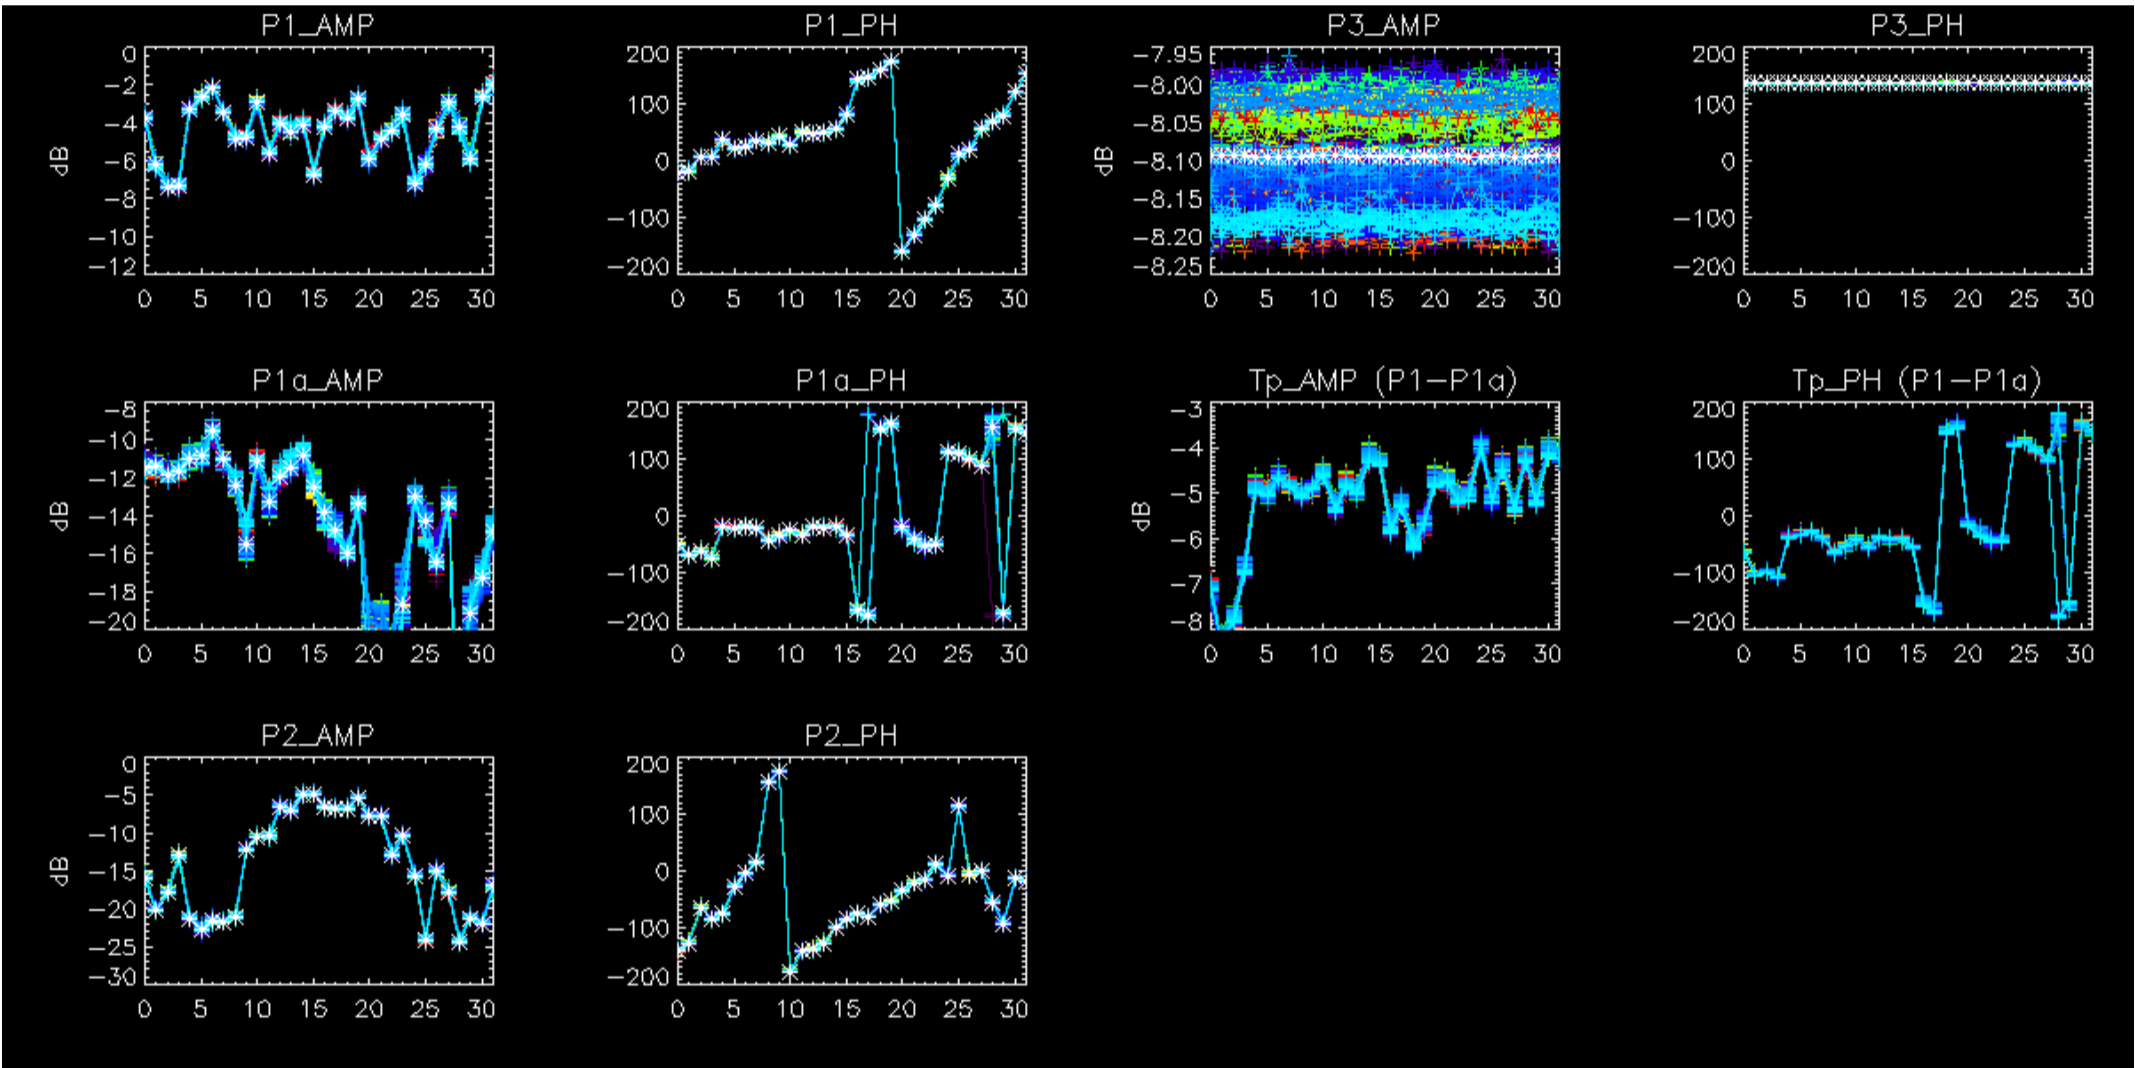 P1_AMP P1_PH P3_AMP P3_PH
0 200 -7.95 200
-2 100 -8.00 100
-4 0 -8.05 0
-6 -100 -8.10 -100
-8 -200 -8.15 -200
-10 -8.20
-12 -8.25
dB dB
0 5 10 15 20 25 30 0 5 10 15 20 25 30 0 5 10 15 20 25 30 0 5 10 15 20 25 30
P1a_AMP P1a_PH Tp_AMP (P1-P1a) Tp_PH (P1-P1a)
-8 200 -3 200
-10 100 -4 100
-12 0 -5 0
-14 -100 -6 -100
-16 -200 -7 -200
-18 -8
-20
dB dB
0 5 10 15 20 25 30 0 5 10 15 20 25 30 0 5 10 15 20 25 30 0 5 10 15 20 25 30
P2_AMP P2_PH
0 200
-5 100
-10 0
-15 -100
-20 -200
-25
-30
dB
0 5 10 15 20 25 30 0 5 10 15 20 25 30